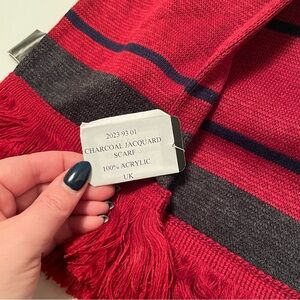 2023 93 01
CHARCOAL JACQUARD
SCARF
100% ACRYLIC
UK